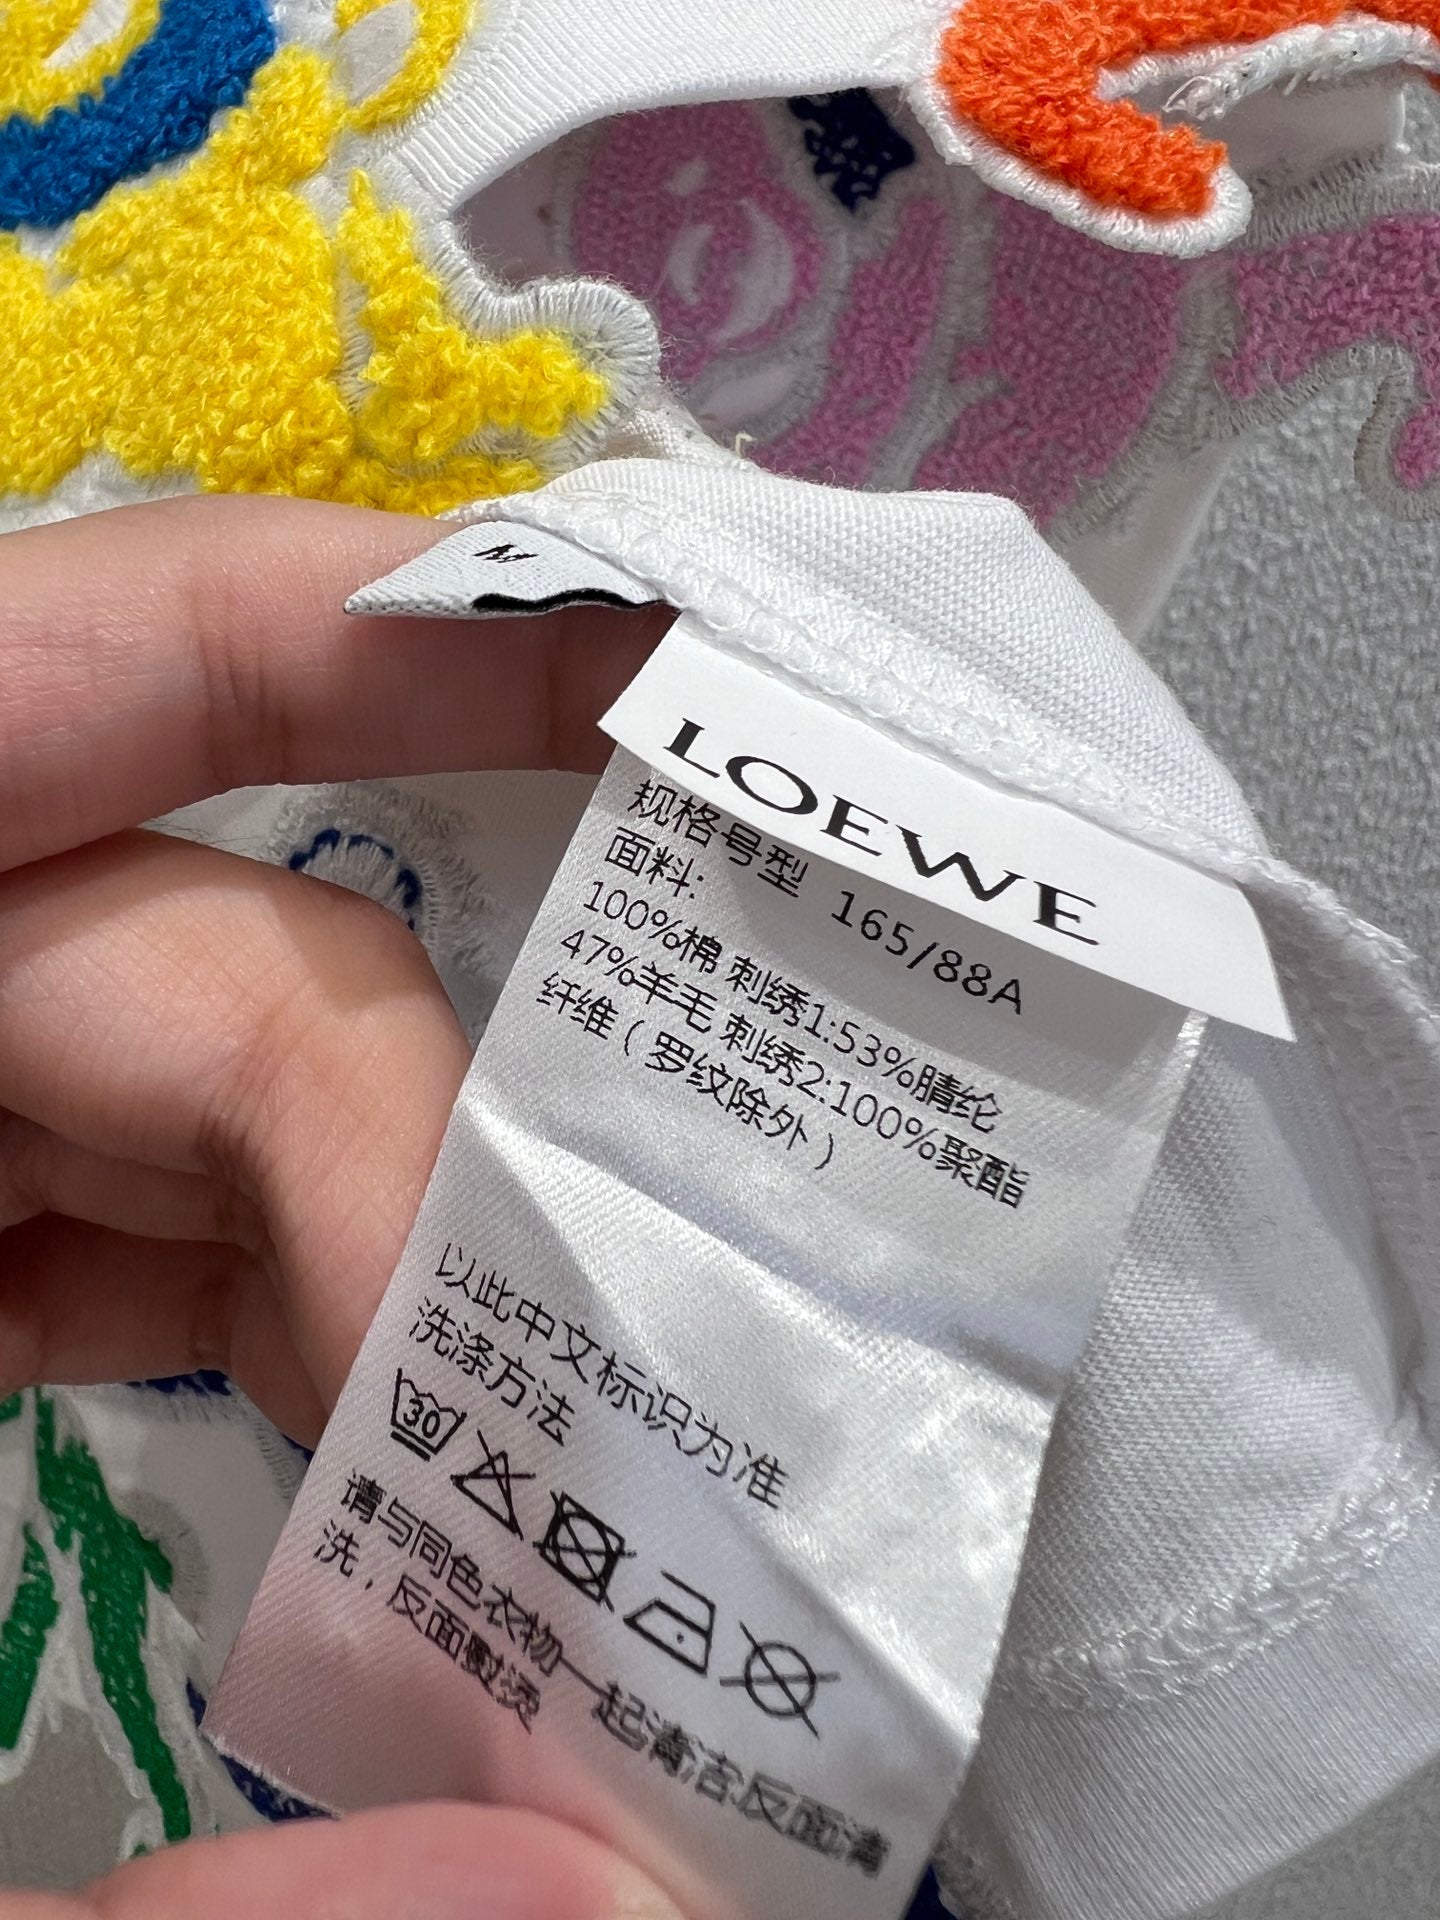 M
LOEWE
规格号型 165/88A
面料:
100%棉 刺绣1:53%腈纶
47%羊毛 刺绣2:100%聚酯
纤维(罗纹除外)
以此中文标识为准
洗涤方法
30
请与同色衣物一起清洁反面清
洗,反面熨烫